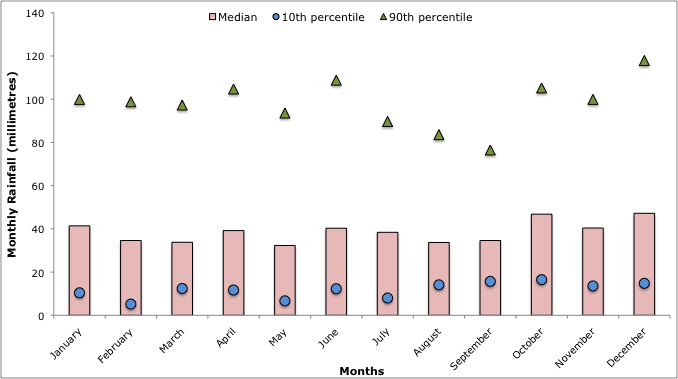 Median 10th percentile 90th percentile
140
120
100
80
60
40
20
0
Monthly Rainfall (millimetres)
January February March April May June July August September October November December
Months